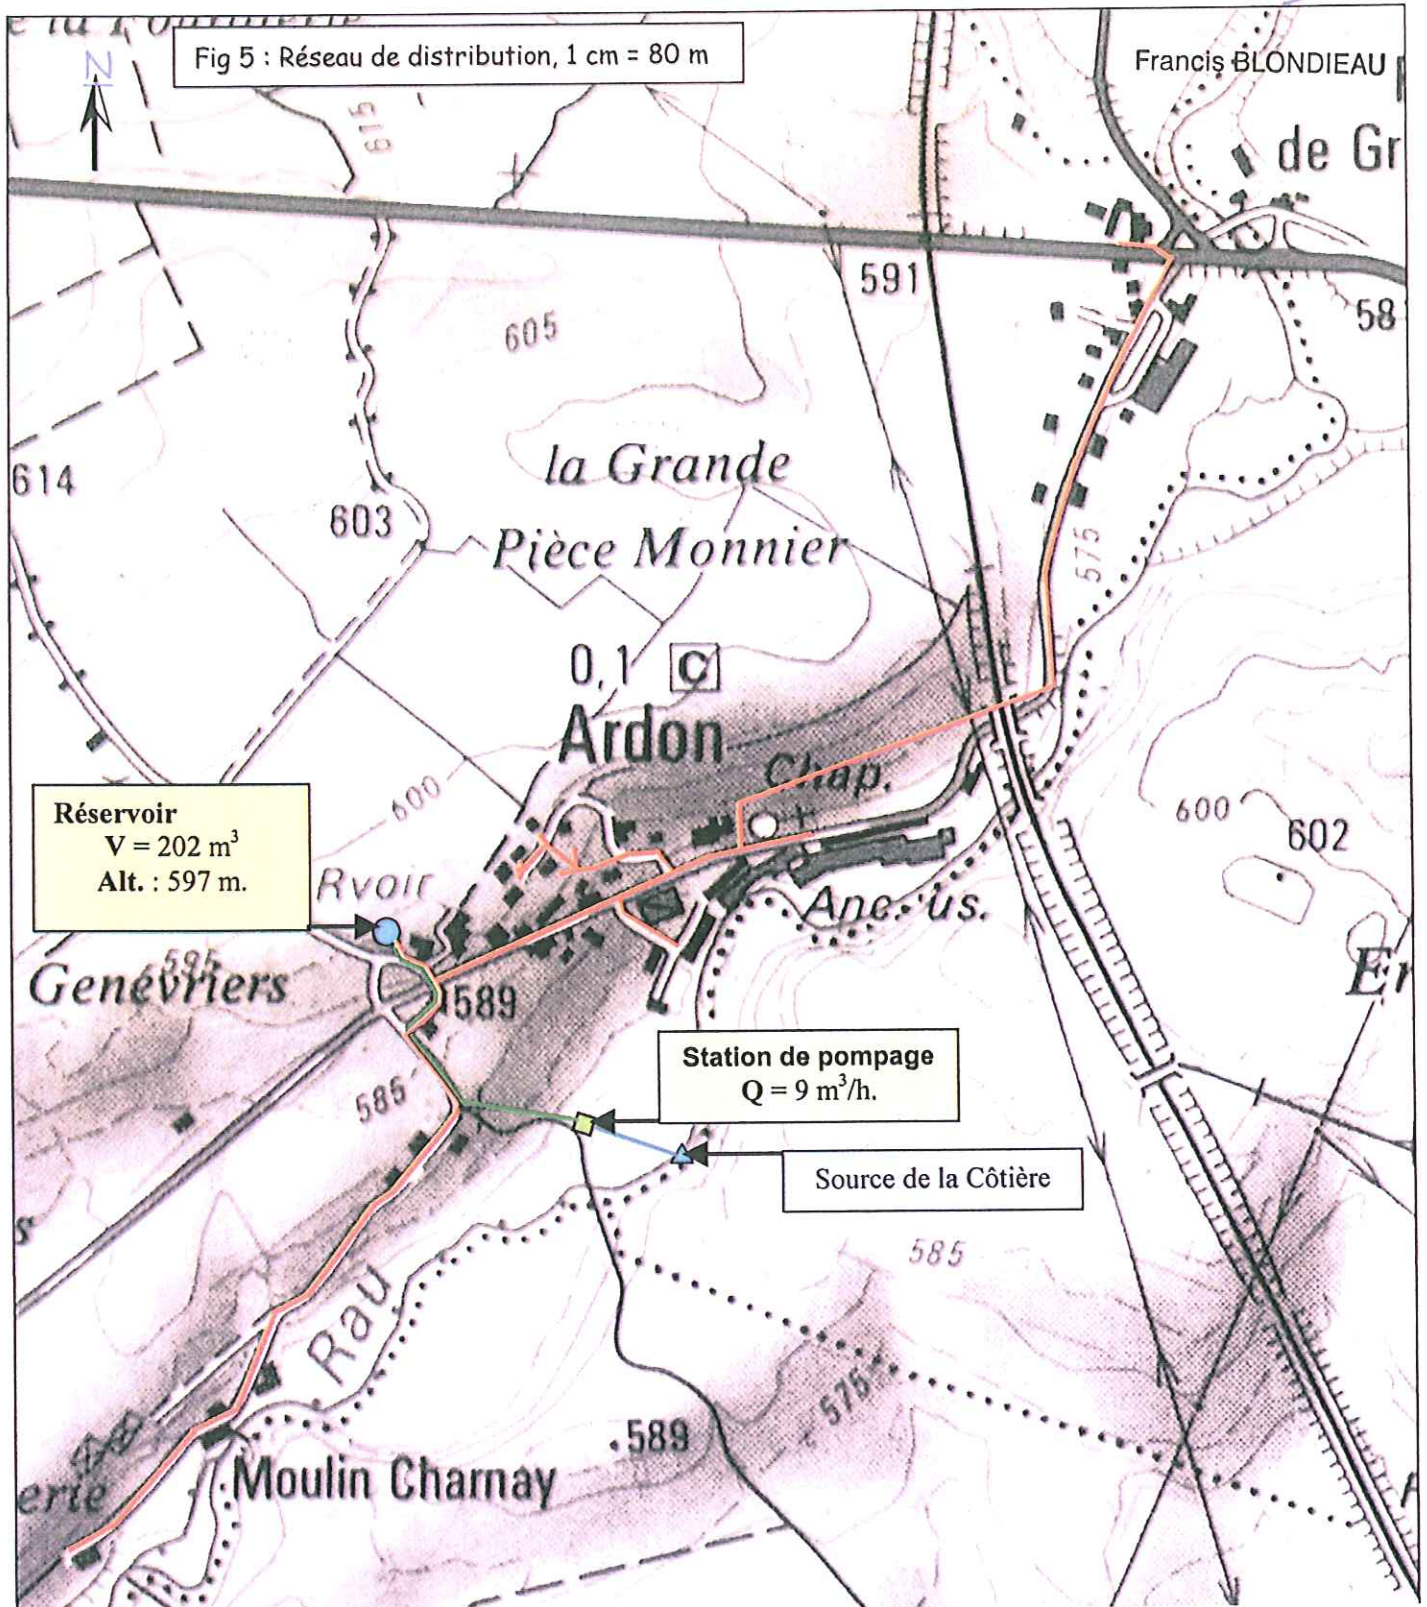 Fig 5 : Réseau de distribution, 1 cm = 80 m
Francis BLONDIEAU
N
615
de Gr
591
58
605
614
603
la Grande
Pièce Monnier
575
0,1 C
Ardon
Chap.
600
600
602
Réservoir
V = 202 m³
Alt. : 597 m.
Rvoir
Anc. us.
595
Genévriers
589
Er
Station de pompage
Q = 9 m³/h.
585
Source de la Côtière
s
585
Rau
575
.589
Moulin Charnay
erie